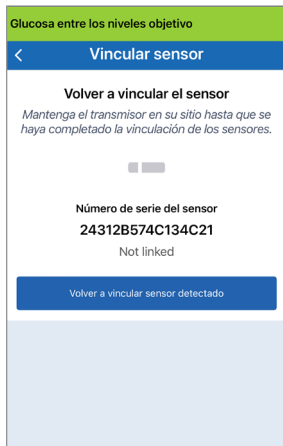 Glucosa entre los niveles objetivo
Vincular sensor
Volver a vincular el sensor
Mantenga el transmisor en su sitio hasta que se
haya completado la vinculación de los sensores.
Número de serie del sensor
24312B574C134C21
Not linked
Volver a vincular sensor detectado